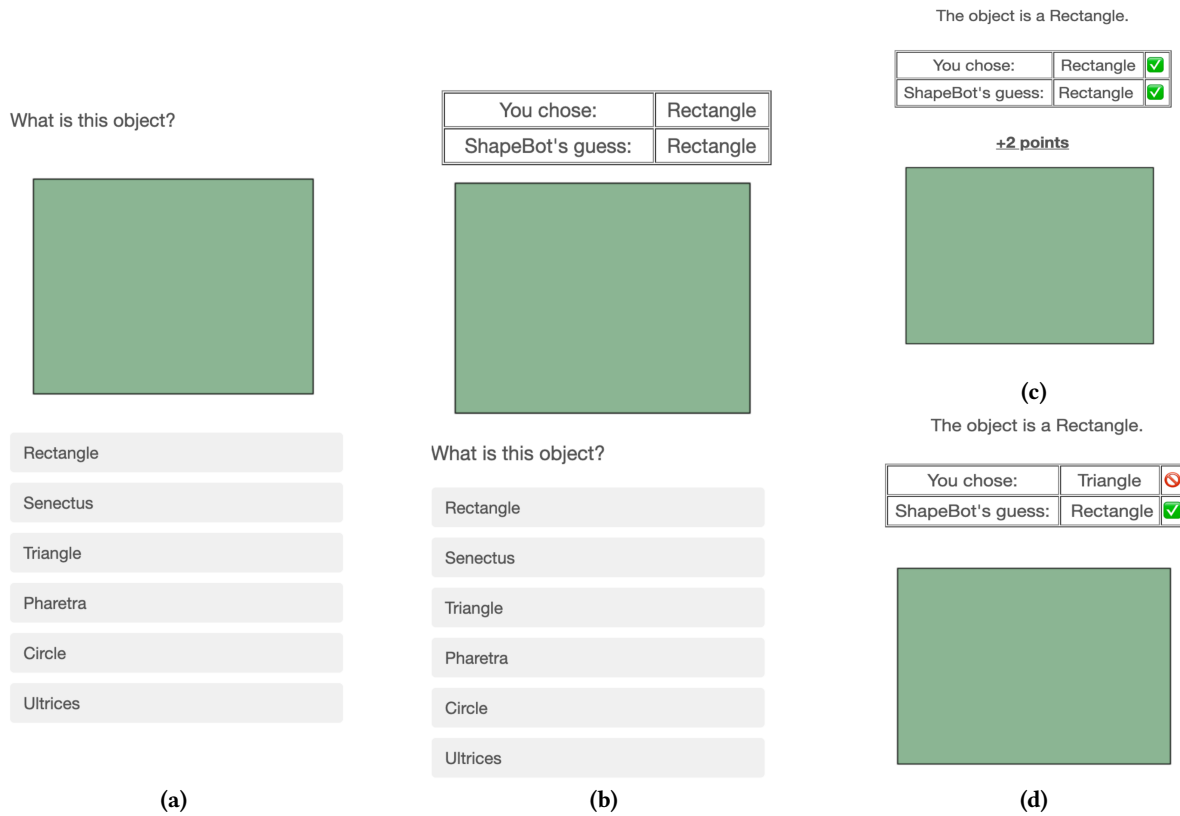 What is this object?
Rectangle
Senectus
Triangle
Pharetra
Circle
Ultrices
(a)
You chose: Rectangle
ShapeBot's guess: Rectangle
What is this object?
Rectangle
Senectus
Triangle
Pharetra
Circle
Ultrices
(b)
The object is a Rectangle.
You chose: Rectangle ✅
ShapeBot's guess: Rectangle ✅
+2 points
(c)
The object is a Rectangle.
You chose: Triangle 🚫
ShapeBot's guess: Rectangle ✅
(d)